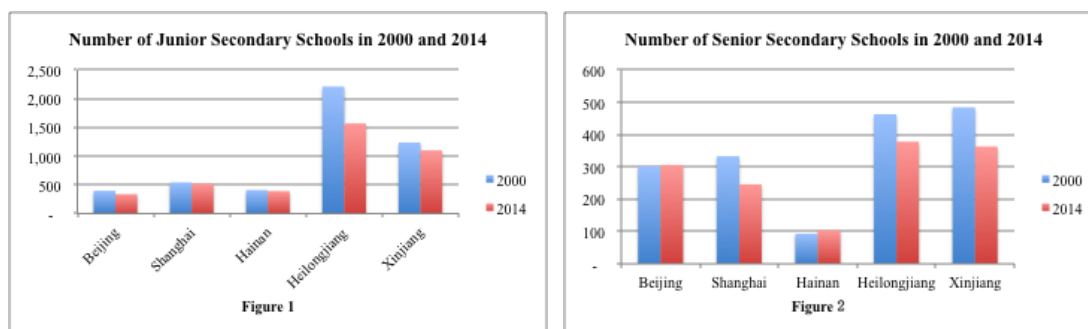 Number of Junior Secondary Schools in 2000 and 2014
2,500
2,000
1,500
1,000
500
-
Beijing
Shanghai
Hainan
Heilongjiang
Xinjiang
2000
2014
Figure 1
Number of Senior Secondary Schools in 2000 and 2014
600
500
400
300
200
100
-
Beijing Shanghai Hainan Heilongjiang Xinjiang
2000
2014
Figure 2